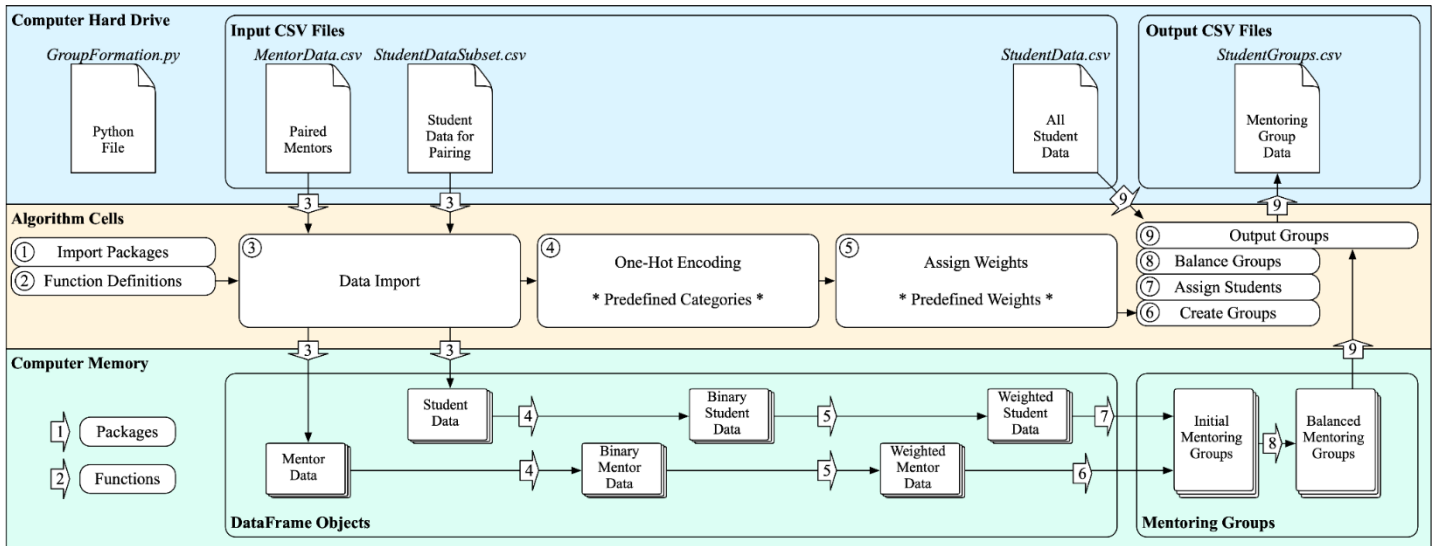 Computer Hard Drive
GroupFormation.py
Python
File
Input CSV Files
MentorData.csv
Paired
Mentors
StudentDataSubset.csv
Student
Data for
Pairing
StudentData.csv
All
Student
Data
Output CSV Files
StudentGroups.csv
Mentoring
Group
Data
3
3
9
9
Algorithm Cells
1 Import Packages
2 Function Definitions
3
Data Import
4
One-Hot Encoding
* Predefined Categories *
5
Assign Weights
* Predefined Weights *
9 Output Groups
8 Balance Groups
7 Assign Students
6 Create Groups
3
3
9
Computer Memory
1 Packages
2 Functions
Student
Data
4
Binary
Student
Data
5
Weighted
Student
Data
7
Mentor
Data
4
Binary
Mentor
Data
5
Weighted
Mentor
Data
6
DataFrame Objects
Initial
Mentoring
Groups
8
Balanced
Mentoring
Groups
Mentoring Groups